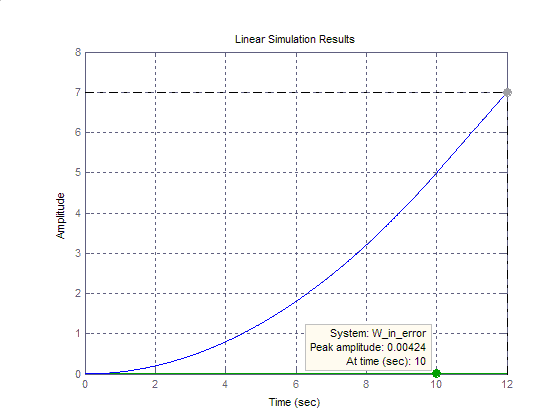 Linear Simulation Results
8
7
6
5
4
3
2
1
0
Amplitude
System: W_in_error
Peak amplitude: 0.00424
At time (sec): 10
0 2 4 6 8 10 12
Time (sec)